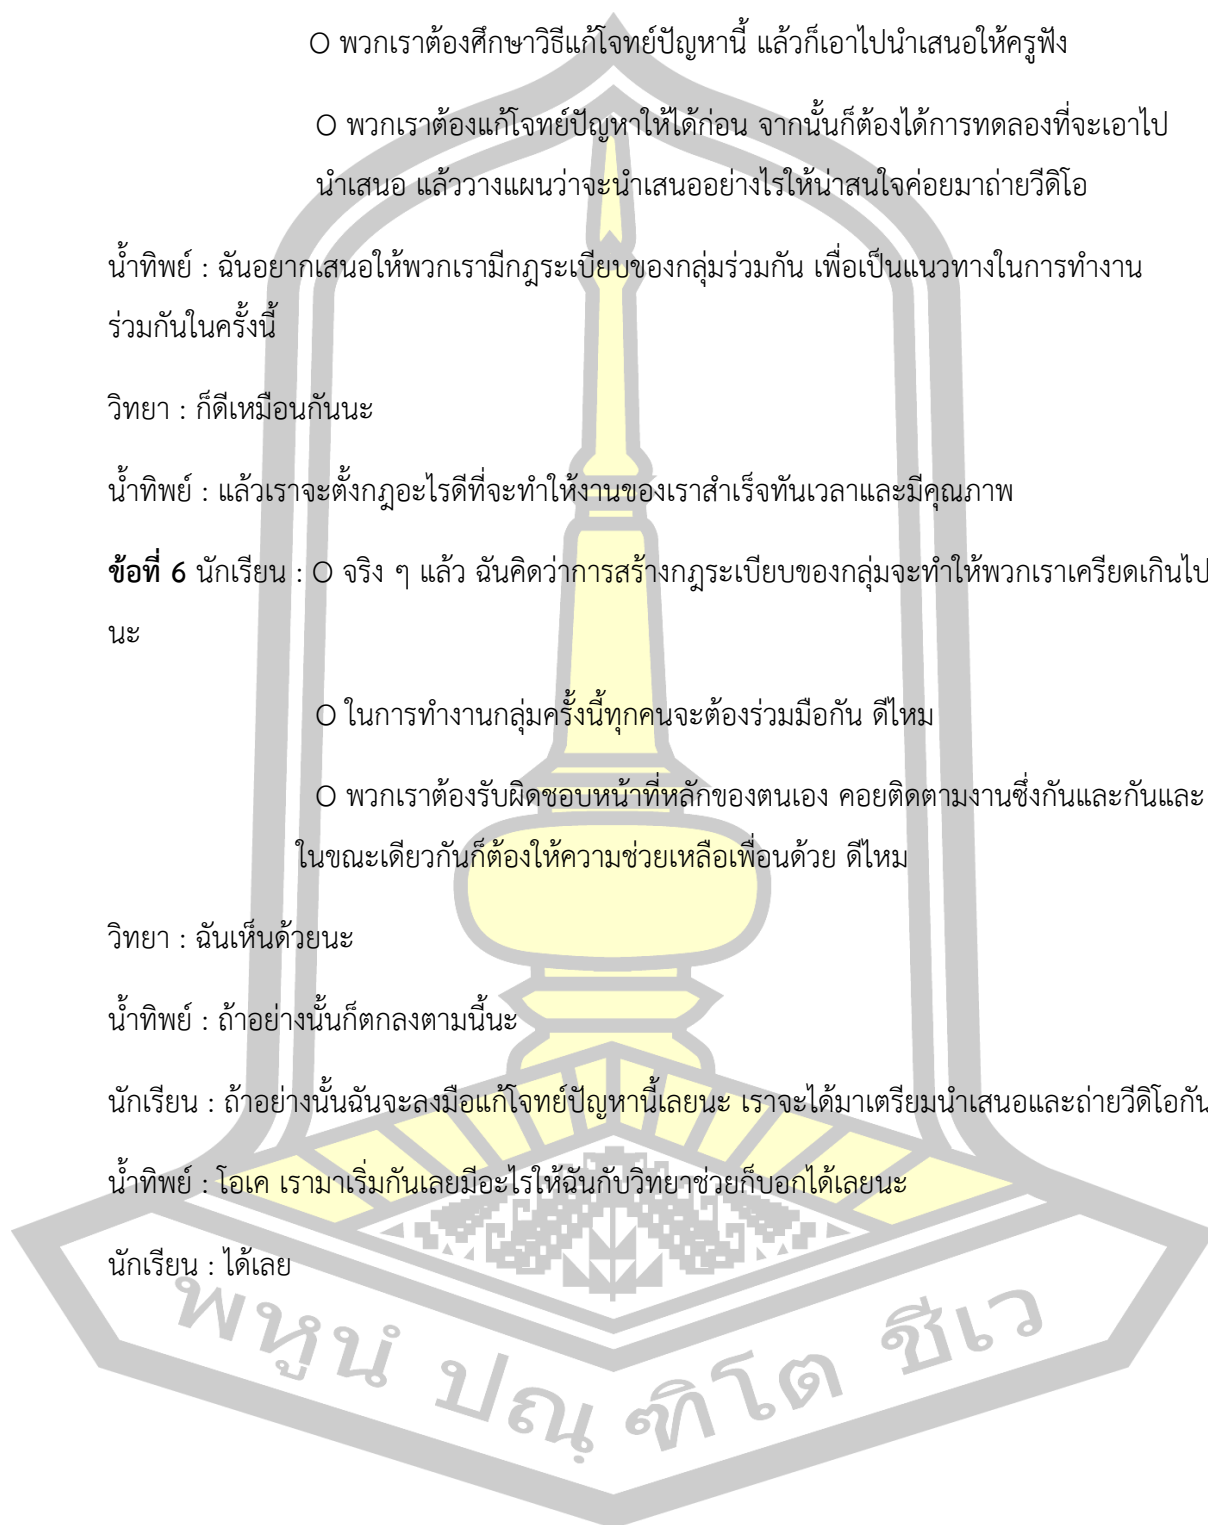 O พวกเราต้องศึกษาวิธีแก้โจทย์ปัญหานี้ แล้วก็เอาไปนำเสนอให้ครูฟัง
O พวกเราต้องแก้โจทย์ปัญหาให้ได้ก่อน จากนั้นก็ต้องได้การทดลองที่จะเอาไป
นำเสนอ แล้ววางแผนว่าจะนำเสนออย่างไรให้น่าสนใจค่อยมาถ่ายวีดิโอ
น้ำทิพย์ : ฉันอยากเสนอให้พวกเรามีกฎระเบียบของกลุ่มร่วมกัน เพื่อเป็นแนวทางในการทำงาน
ร่วมกันในครั้งนี้
วิทยา : ก็ดีเหมือนกันนะ
น้ำทิพย์ : แล้วเราจะตั้งกฎอะไรดีที่จะทำให้งานของเราสำเร็จทันเวลาและมีคุณภาพ
ข้อที่ 6 นักเรียน : O จริง ๆ แล้ว ฉันคิดว่าการสร้างกฎระเบียบของกลุ่มจะทำให้พวกเราเครียดเกินไป
นะ
O ในการทำงานกลุ่มครั้งนี้ทุกคนจะต้องร่วมมือกัน ดีไหม
O พวกเราต้องรับผิดชอบหน้าที่หลักของตนเอง คอยติดตามงานซึ่งกันและกันและ
ในขณะเดียวกันก็ต้องให้ความช่วยเหลือเพื่อนด้วย ดีไหม
วิทยา : ฉันเห็นด้วยนะ
น้ำทิพย์ : ถ้าอย่างนั้นก็ตกลงตามนี้นะ
นักเรียน : ถ้าอย่างนั้นฉันจะลงมือแก้โจทย์ปัญหานี้เลยนะ เราจะได้มาเตรียมนำเสนอและถ่ายวีดิโอกัน
น้ำทิพย์ : โอเค เรามาเริ่มกันเลยมีอะไรให้ฉันกับวิทยาช่วยก็บอกได้เลยนะ
นักเรียน : ได้เลย
พหูนํ ปณฺฑิโต ชีเว